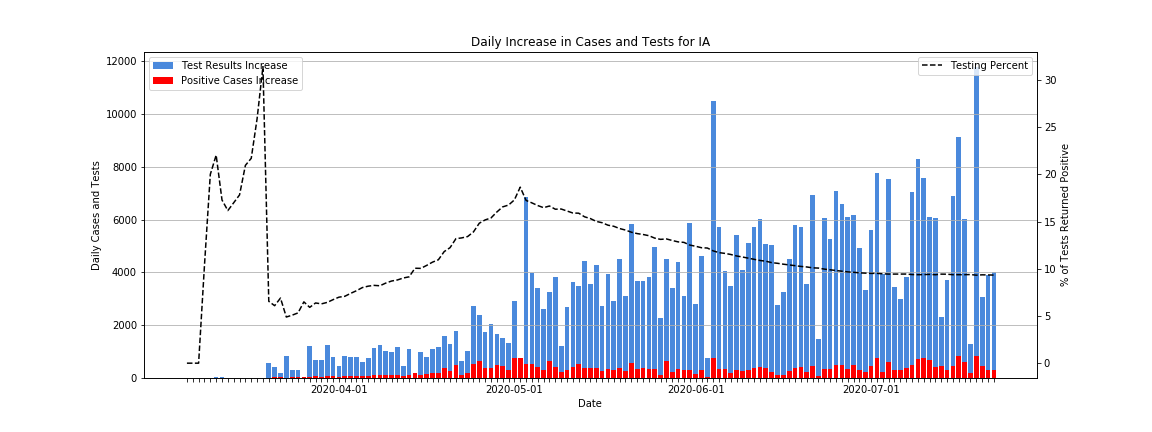 Daily Increase in Cases and Tests for IA
Test Results Increase
Positive Cases Increase
Testing Percent
12000
10000
8000
6000
4000
2000
0
Daily Cases and Tests
30
25
20
15
10
5
0
% of Tests Returned Positive
2020-04-01
2020-05-01
2020-06-01
2020-07-01
Date